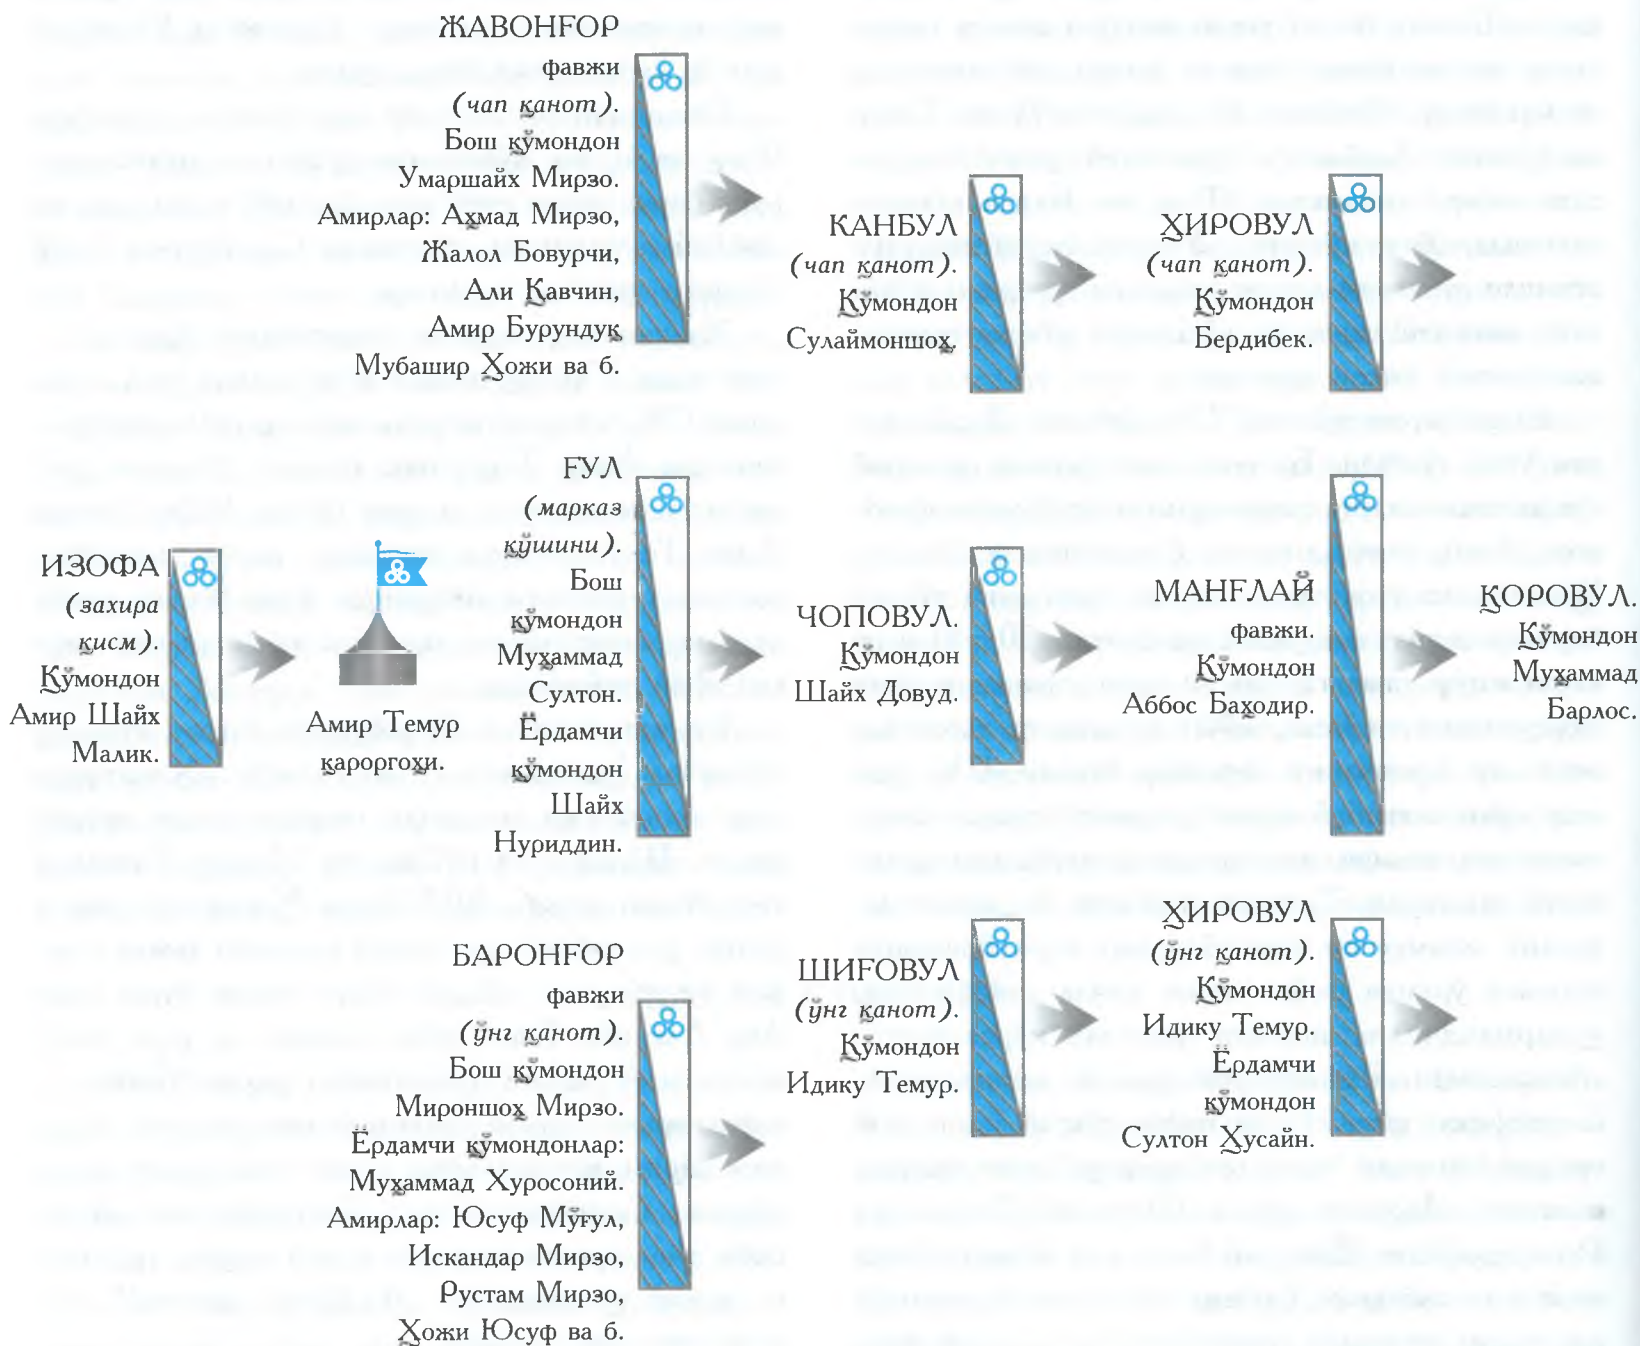 ЖАВОНҒОР
фавжи
(чап қанот).
Бош қўмондон
Умаршайх Мирзо.
Амирлар: Аҳмад Мирзо,
Жалол Бовурчи,
Али Қавчин,
Амир Бурундуқ
Мубашир Ҳожи ва б.
КАНБУЛ
(чап қанот).
Қўмондон
Сулаймоншоҳ.
ҲИРОВУЛ
(чап қанот).
Қўмондон
Бердибек.
ИЗОФА
(захира
қисм).
Қўмондон
Амир Шайх
Малик.
Амир Темур
қароргоҳи.
ҒУЛ
(марказ
қўшини).
Бош
қўмондон
Муҳаммад
Султон.
Ёрдамчи
қўмондон
Шайх
Нуриддин.
ЧОПОВУЛ.
Қўмондон
Шайх Довуд.
МАНҒЛАЙ
фавжи.
Қўмондон
Аббос Баҳодир.
ҚОРОВУЛ.
Қўмондон
Муҳаммад
Барлос.
БАРОНҒОР
фавжи
(ўнг қанот).
Бош қўмондон
Мироншоҳ Мирзо.
Ёрдамчи қўмондонлар:
Муҳаммад Хуросоний.
Амирлар: Юсуф Мўғул,
Искандар Мирзо,
Рустам Мирзо,
Ҳожи Юсуф ва б.
ШИҒОВУЛ
(ўнг қанот).
Қўмондон
Идику Темур.
ҲИРОВУЛ
(ўнг қанот).
Қўмондон
Идику Темур.
Ёрдамчи
қўмондон
Султон Ҳусайн.